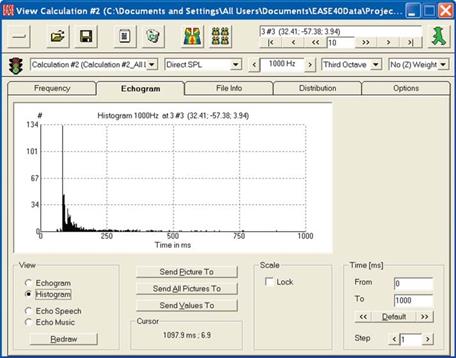 View Calculation #2 (C:\Documents and Settings\All Users\Documents\EASE40Data\Projec...
3 #3 (32.41; -57.38; 3.94)
|< < << 10 >> > >|
Calculation #2 (Calculation #2_All L Direct SPL < 1000 Hz > Third Octave No (Z) Weight
Frequency Echogram File Info Distribution Options
# Histogram 1000Hz at 3 #3 (32.41; -57.38; 3.94)
134
101
67
34
0
0 250 500 750 1000
Time in ms
View
Echogram
Histogram
Echo Speech
Echo Music
Redraw
Send Picture To
Send All Pictures To
Send Values To
Cursor
1097.9 ms ; 6.9
Scale
Lock
Time [ms]
From 0
To 1000
<< Default >>
Step < 1 >